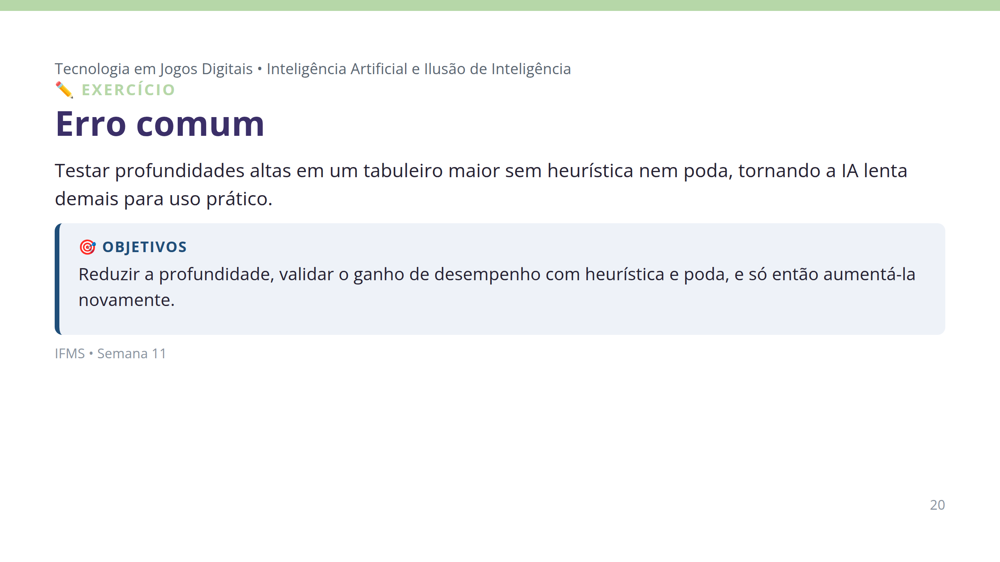 Tecnologia em Jogos Digitais • Inteligência Artificial e Ilusão de Inteligência
✏️ EXERCÍCIO
Erro comum
Testar profundidades altas em um tabuleiro maior sem heurística nem poda, tornando a IA lenta
demais para uso prático.
🎯 OBJETIVOS
Reduzir a profundidade, validar o ganho de desempenho com heurística e poda, e só então aumentá-la
novamente.
IFMS • Semana 11
20